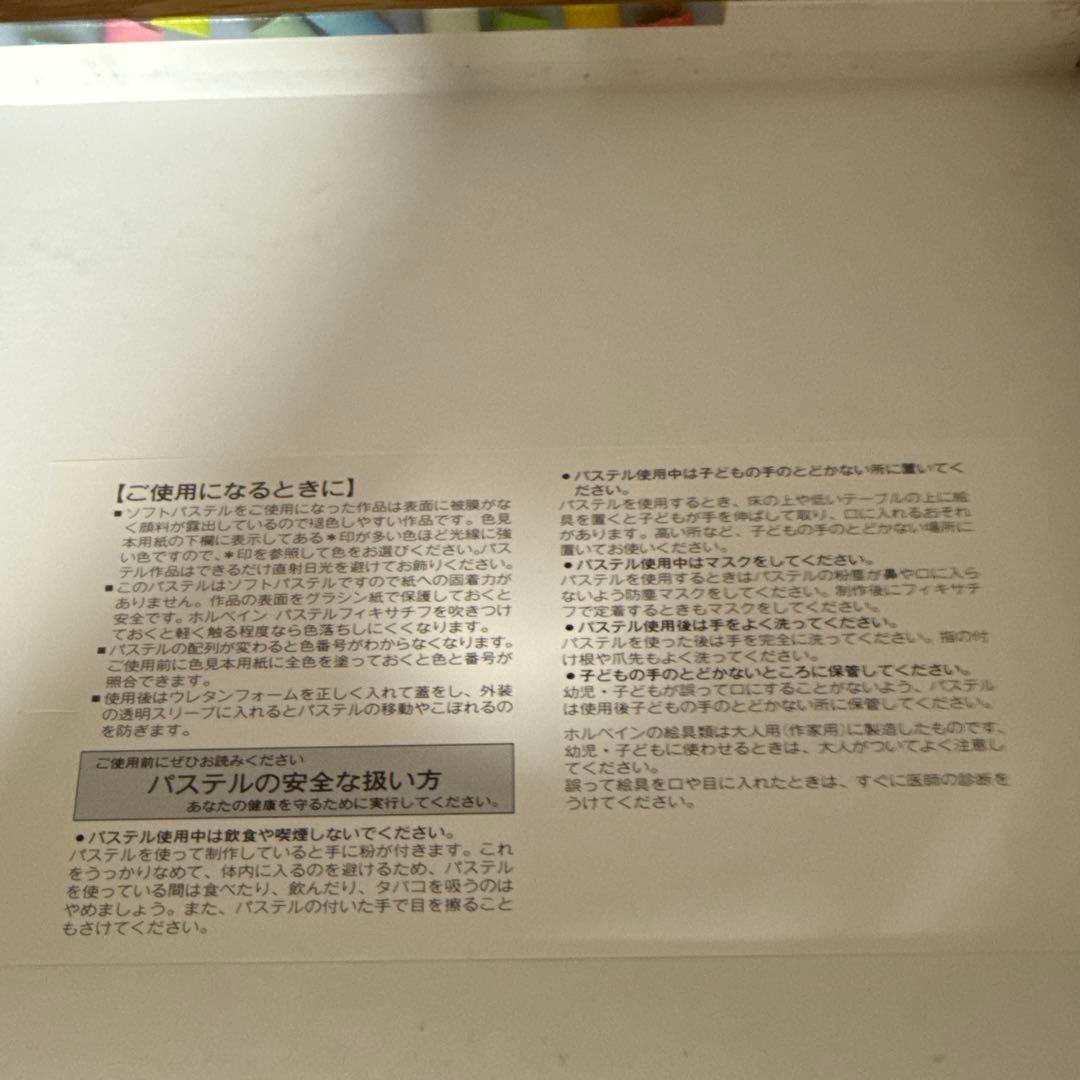 【ご使用になるときに】
■ソフトパステルをご使用になった作品は表面に被膜がな
く顔料が露出しているので褪色しやすい作品です。色見
本用紙の下欄に表示してある＊印が多い色ほど光線に強
い色ですので、＊印を参照して色をお選びください。パス
テル作品はできるだけ直射日光を避けてお飾りください。
■このパステルはソフトパステルですので紙への固着力が
ありません。作品の表面をグラシン紙で保護しておくと
安全です。ホルベイン パステルフィキサチフを吹きつけ
ておくと軽く触る程度なら色落ちしにくくなります。
■パステルの配列が変わると色番号がわからなくなります。
ご使用前に色見本用紙に全色を塗っておくと色と番号が
照合できます。
■使用後はウレタンフォームを正しく入れて蓋をし、外装
の透明スリーブに入れるとパステルの移動やこぼれるの
を防ぎます。
ご使用前にぜひお読みください
パステルの安全な扱い方
あなたの健康を守るために実行してください。
●パステル使用中は飲食や喫煙しないでください。
パステルを使って制作していると手に粉が付きます。これ
をうっかりなめて、体内に入るのを避けるため、パステル
を使っている間は食べたり、飲んだり、タバコを吸うのは
やめましょう。また、パステルの付いた手で目を擦ること
もさけてください。
●パステル使用中は子どもの手のとどかない所に置いてく
ださい。
パステルを使用するとき、床の上や低いテーブルの上に絵
具を置くと子どもが手を伸ばして取り、口に入れるおそれ
があります。高い所など、子どもの手のとどかない場所に
置いてお使いください。
●パステル使用中はマスクをしてください。
パステルを使用するときはパステルの粉塵が鼻や口に入ら
ないよう防塵マスクをしてください。制作後にフィキサチ
フで定着するときもマスクをしてください。
●パステル使用後は手をよく洗ってください。
パステルを使った後は手を完全に洗ってください。指の付
け根や爪先もよく洗ってください。
●子どもの手のとどかないところに保管してください。
幼児・子どもが誤って口にすることがないよう、パステル
は使用後子どもの手のとどかない所に保管してください。
ホルベインの絵具類は大人用(作家用)に製造したものです、
幼児・子どもに使わせるときは、大人がついてよく注意し
てください。
誤って絵具を口や目に入れたときは、すぐに医師の診断を
うけてください。